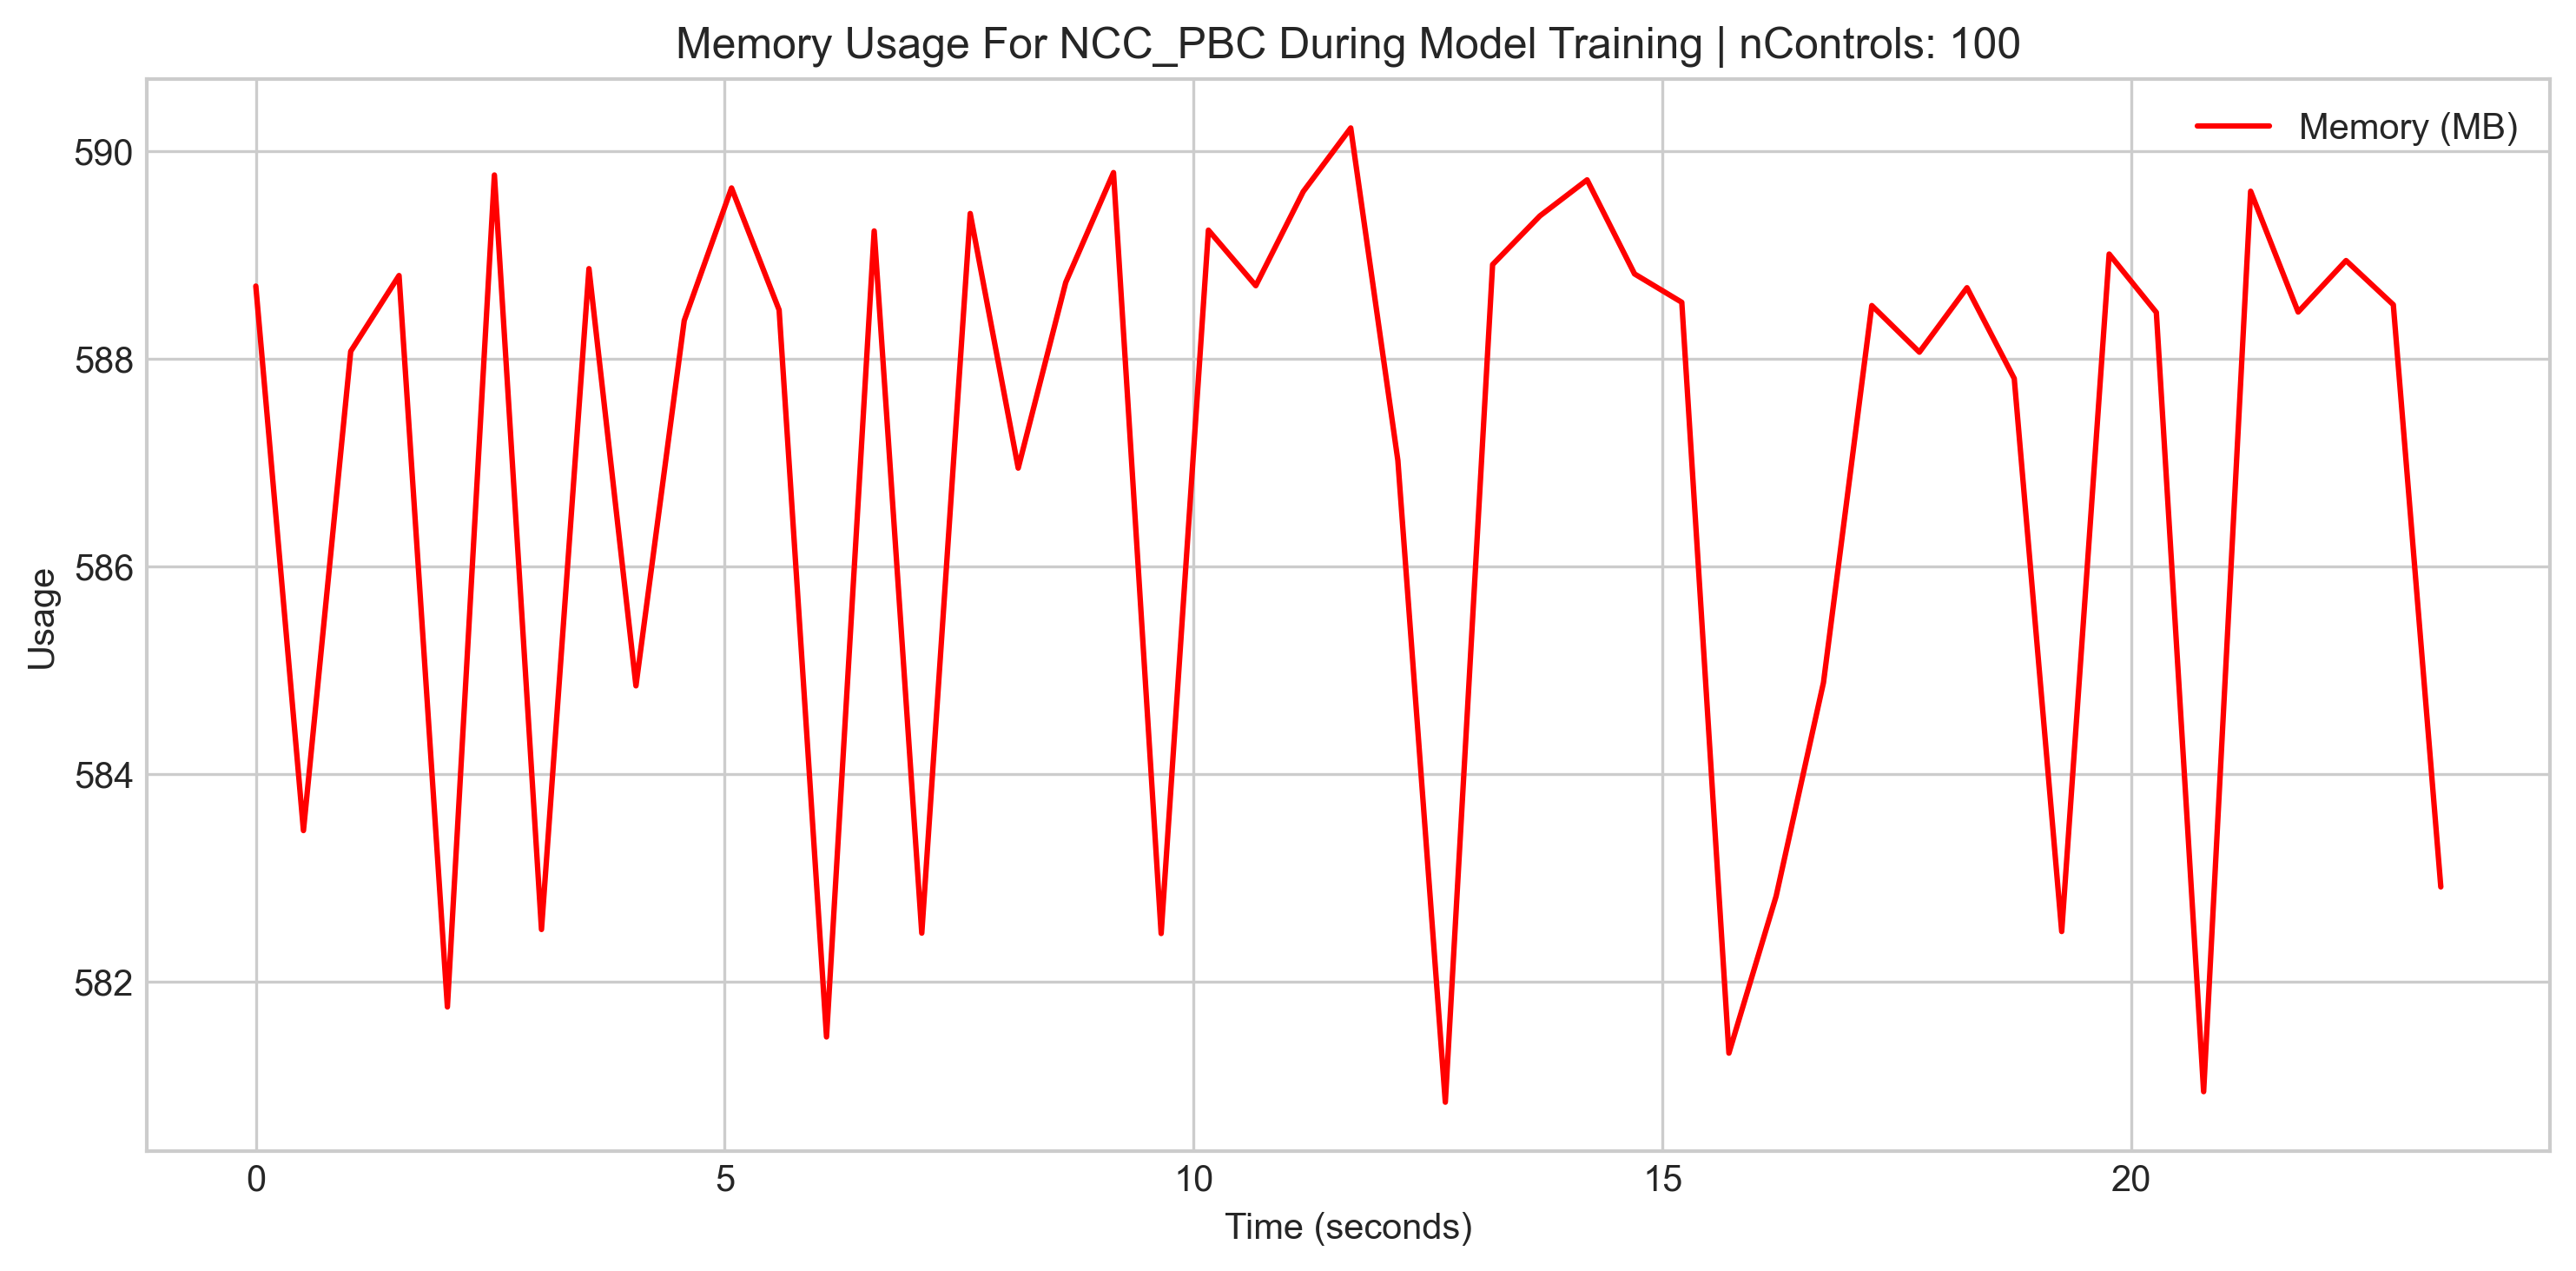 Memory Usage For NCC_PBC During Model Training | nControls: 100
Memory (MB)
590
588
586
584
582
Usage
0 5 10 15 20
Time (seconds)